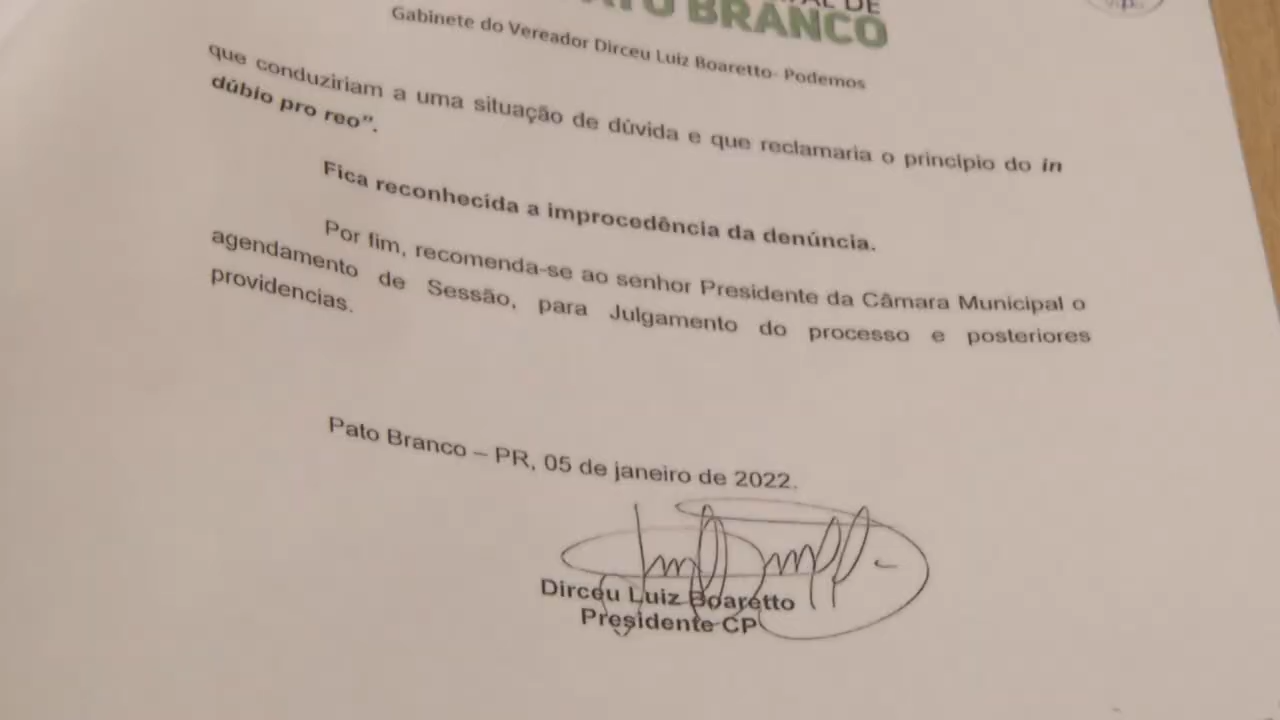 DE
BRANCO
Gabinete do Vereador Dirceu Luiz Boaretto- Podemos
que conduziriam a uma situação de dúvida e que reclamaria o principio do in
dúbio pro reo”.
Fica reconhecida a improcedência da denúncia.
Por fim, recomenda-se ao senhor Presidente da Câmara Municipal o
agendamento de Sessão, para Julgamento do processo e posteriores
providencias.
Pato Branco – PR, 05 de janeiro de 2022.
Dirceu Luiz Boaretto
Presidente CP